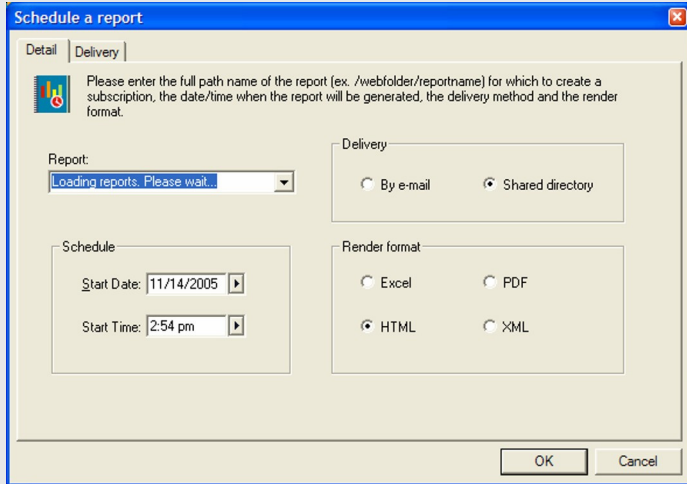 Schedule a report
Detail
Delivery
Please enter the full path name of the report (ex. /webfolder/reportname) for which to create a
subscription, the date/time when the report will be generated, the delivery method and the render
format.
Report:
Loading reports. Please wait...
Delivery
By e-mail
Shared directory
Schedule
Start Date: 11/14/2005
Start Time: 2:54 pm
Render format
Excel
PDF
HTML
XML
OK
Cancel